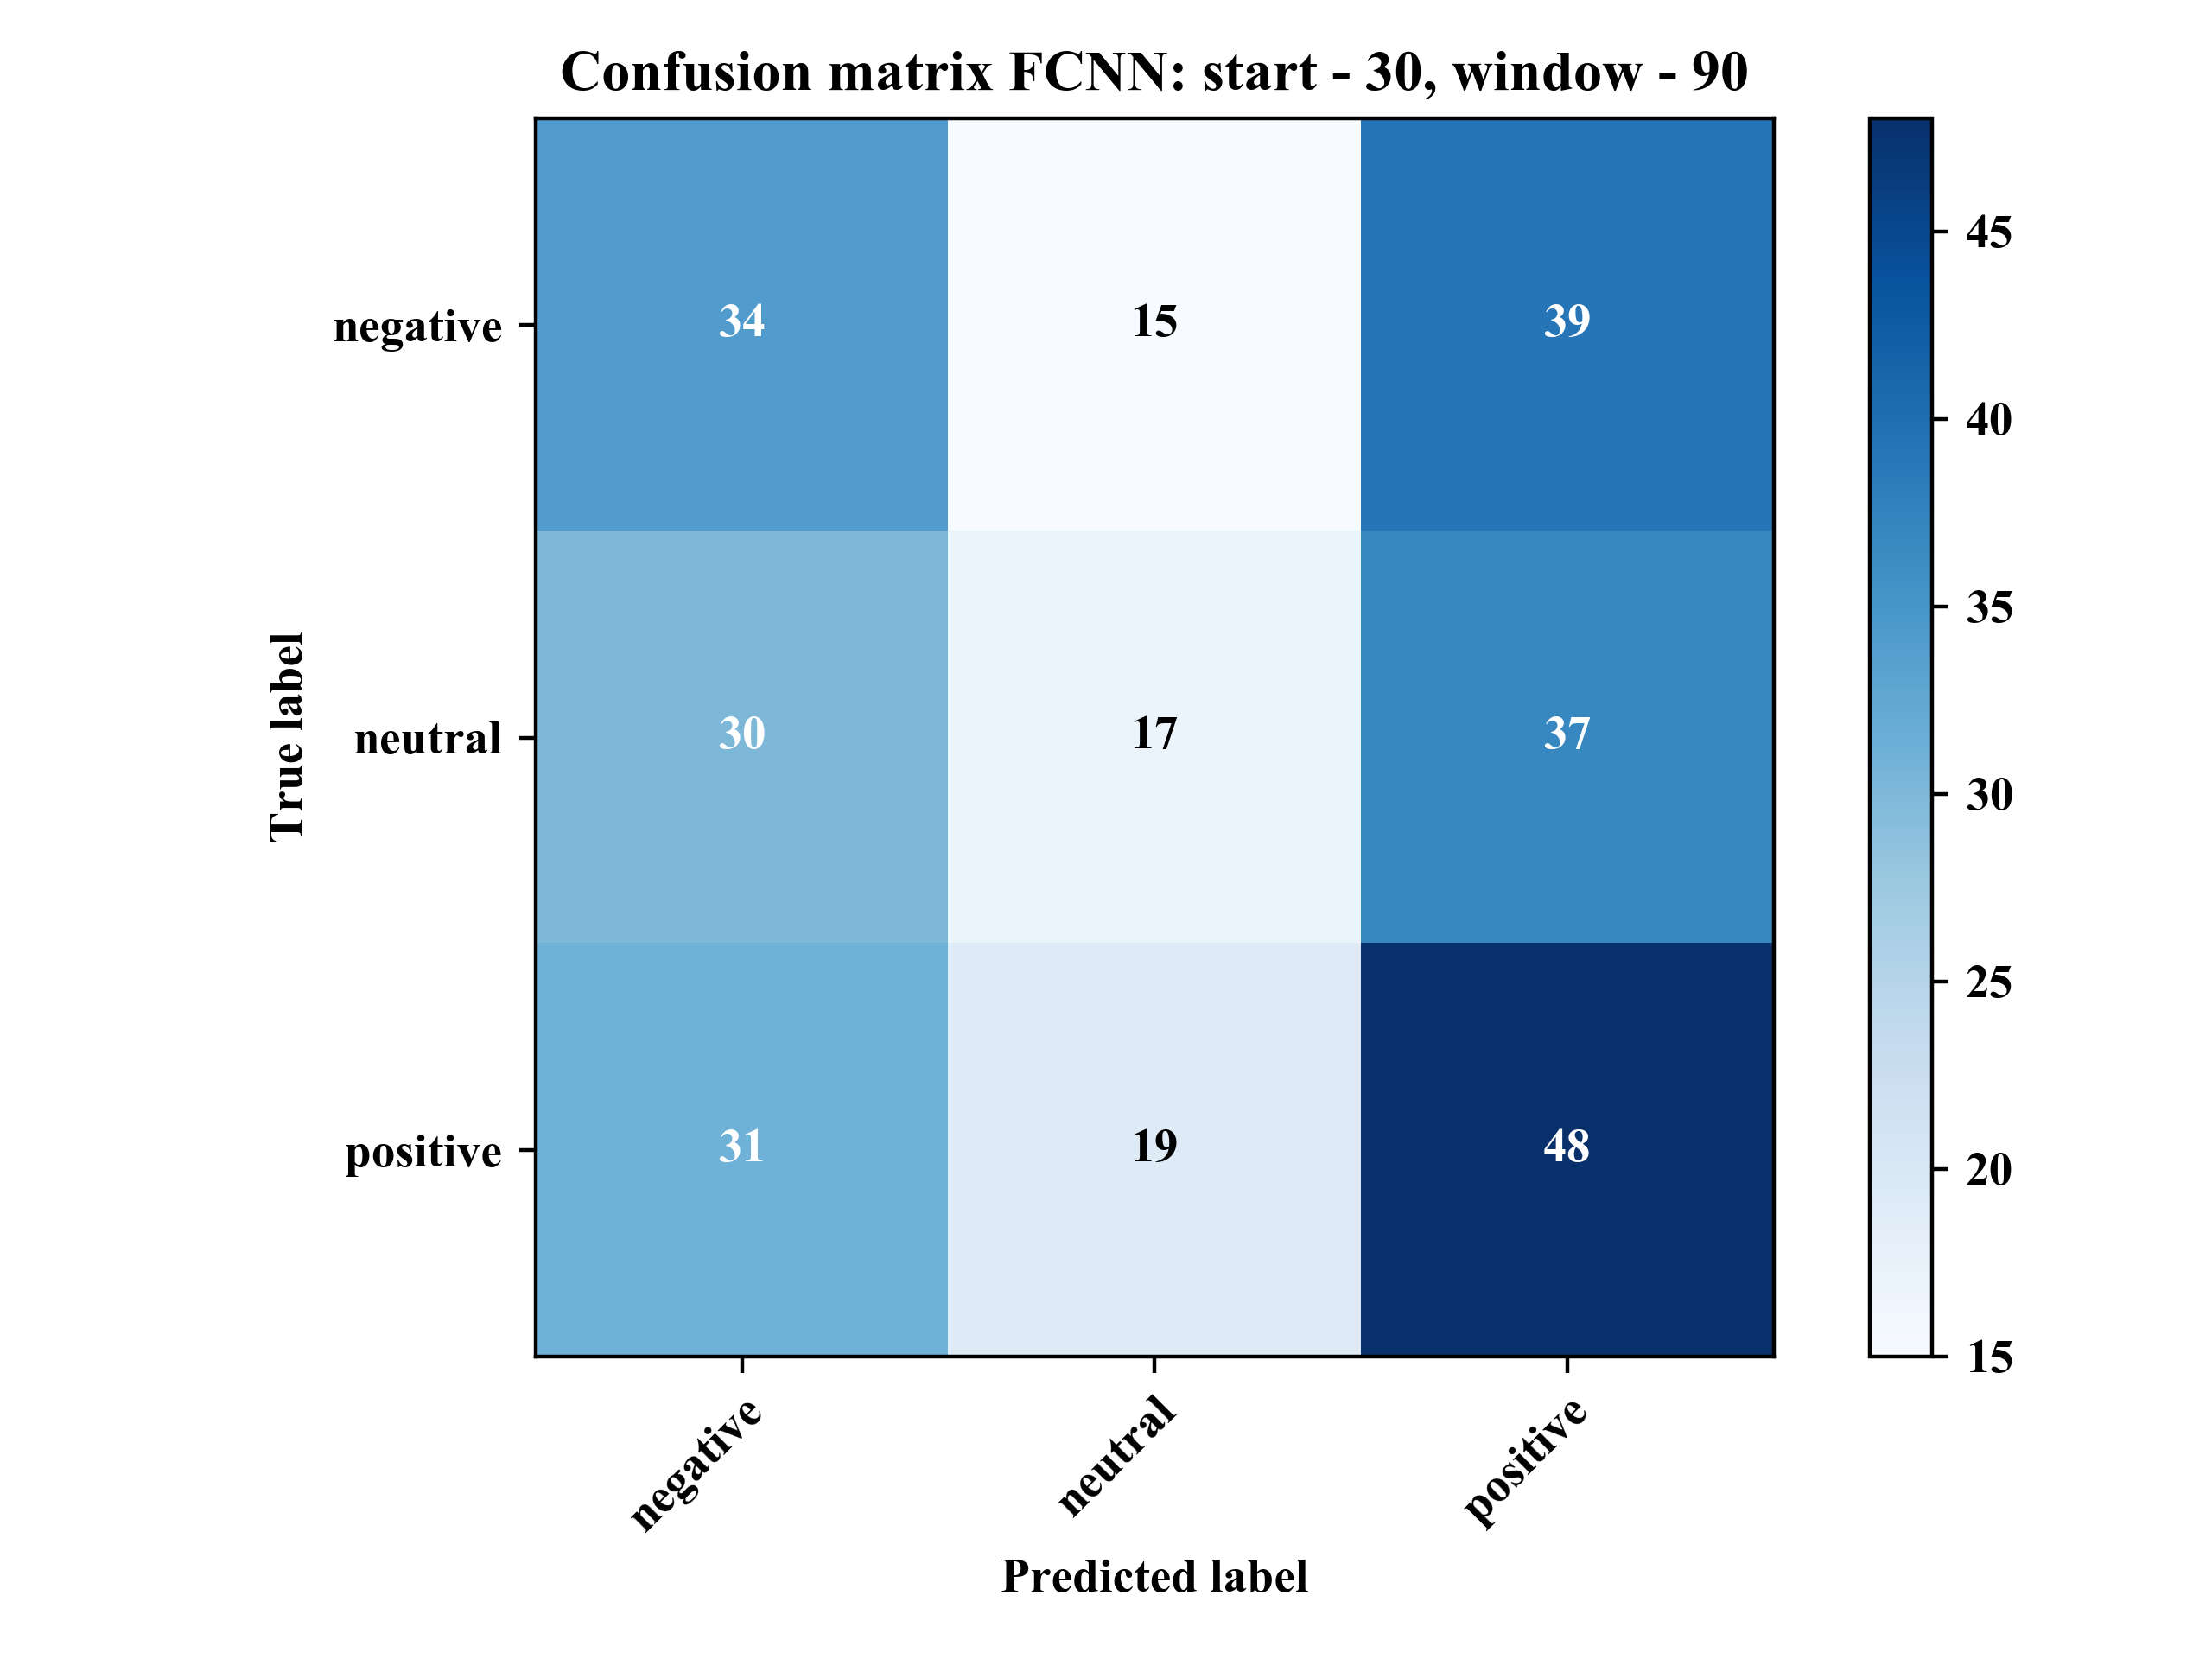 Confusion matrix FCNN: start - 30, window - 90
negative
34
15
39
neutral
30
17
37
positive
31
19
48
True label
negative
neutral
positive
Predicted label
45
40
35
30
25
20
15